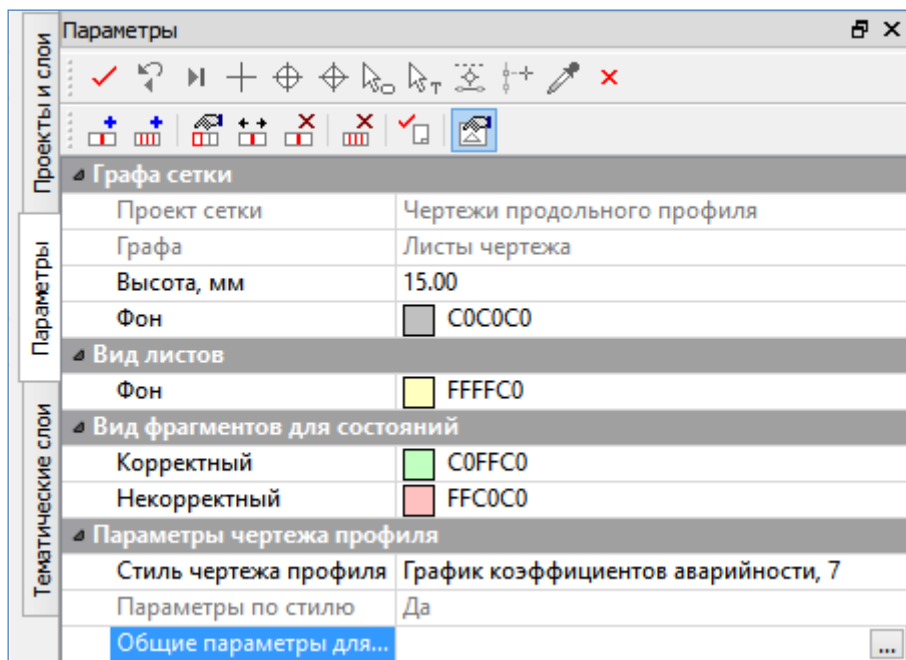 Параметры
Проекты и слои
Параметры
Тематические слои
Графа сетки
Проект сетки Чертежи продольного профиля
Графа Листы чертежа
Высота, мм 15.00
Фон C0C0C0
Вид листов
Фон FFFFC0
Вид фрагментов для состояний
Корректный C0FFC0
Некорректный FFC0C0
Параметры чертежа профиля
Стиль чертежа профиля График коэффициентов аварийности, 7
Параметры по стилю Да
Общие параметры для... ...